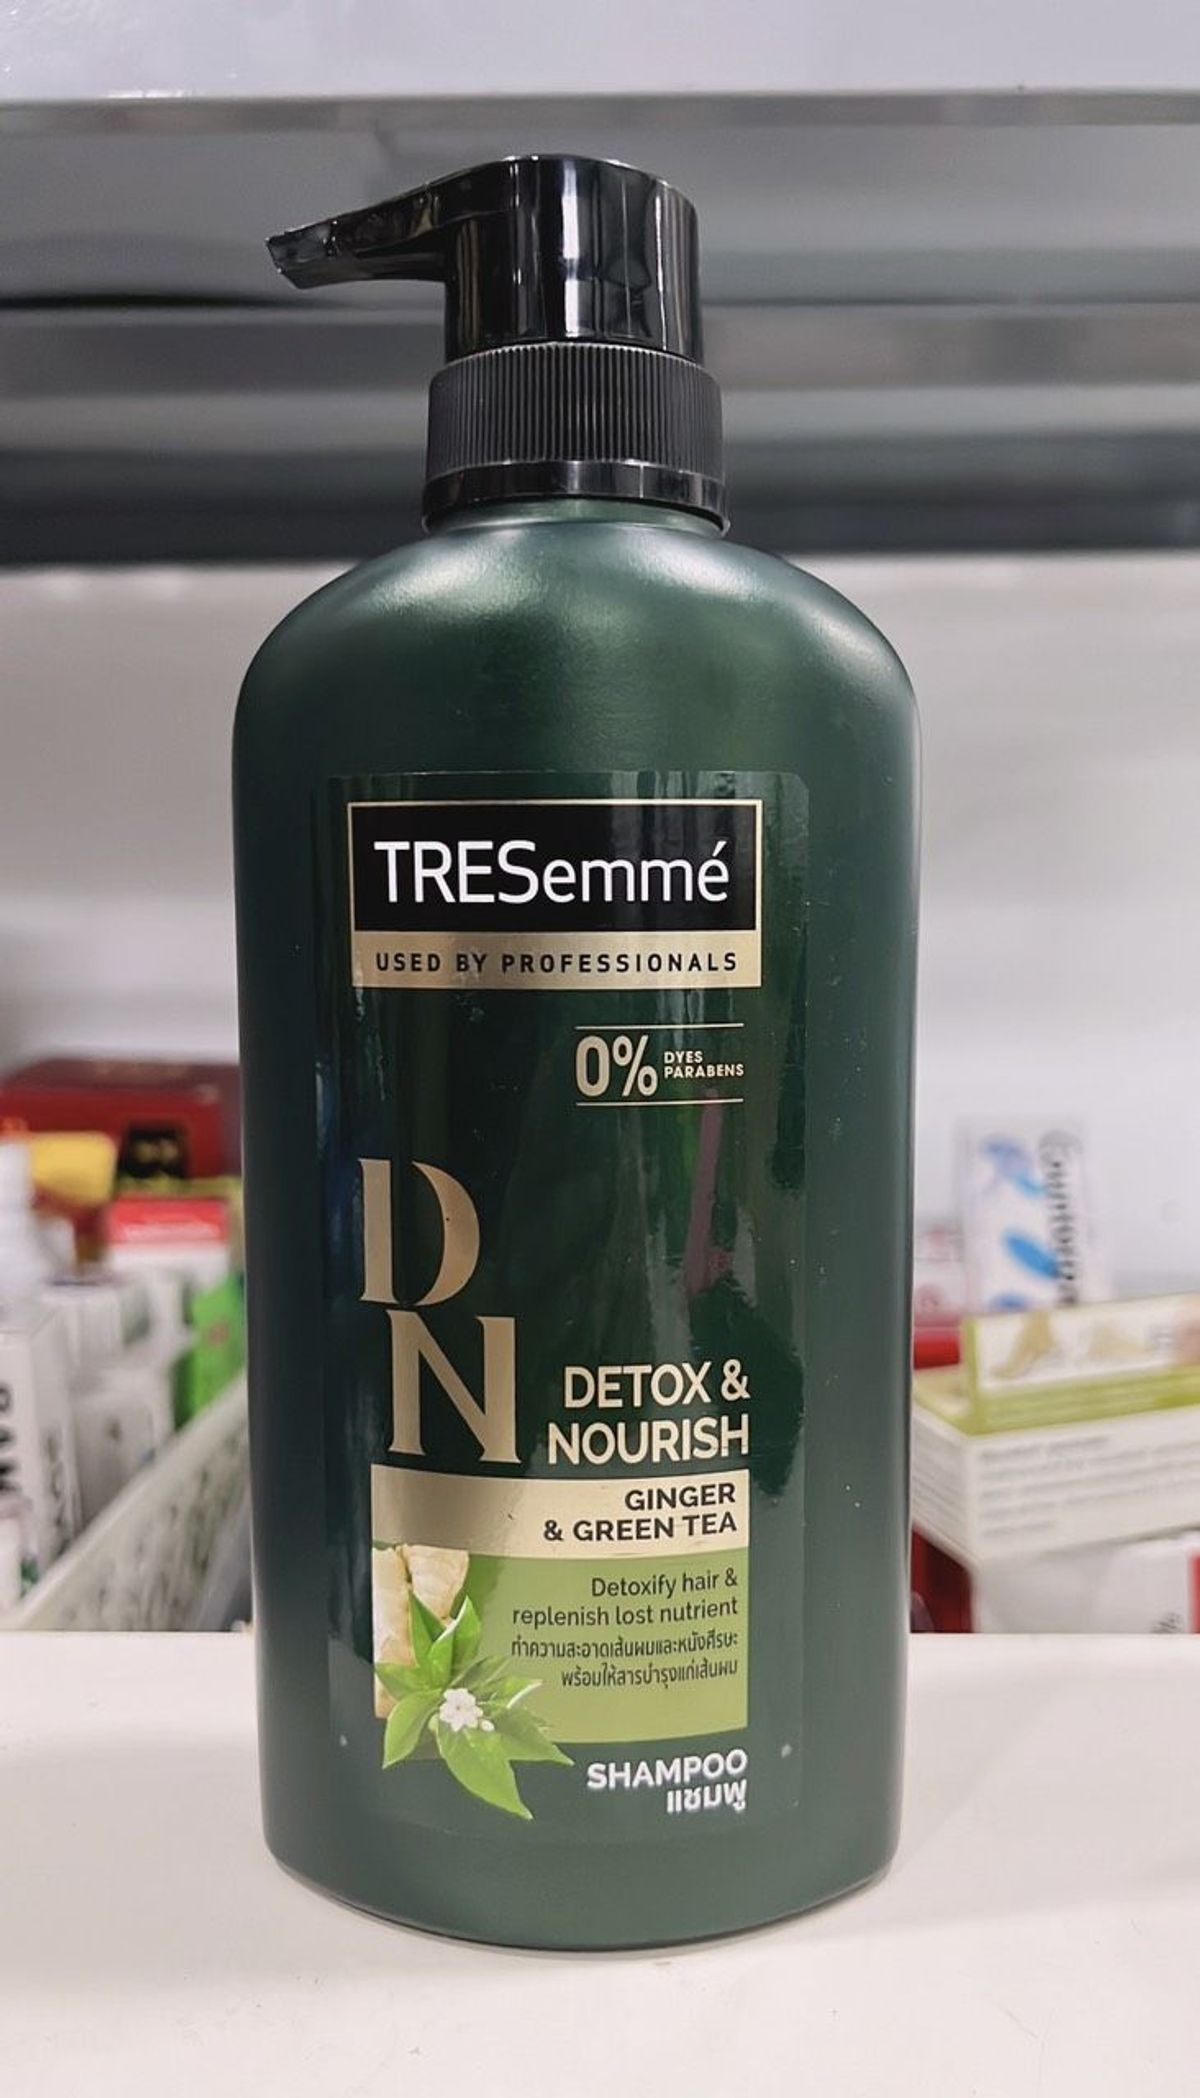 TRESemmé
USED BY PROFESSIONALS
0% DYES
PARABENS
DN
DETOX &
NOURISH
GINGER
& GREEN TEA
Detoxify hair &
replenish lost nutrient
ทำความสะอาดเส้นผมและหนังศีรษะ
พร้อมให้สารบำรุงแก่เส้นผม
SHAMPOO
แชมพู